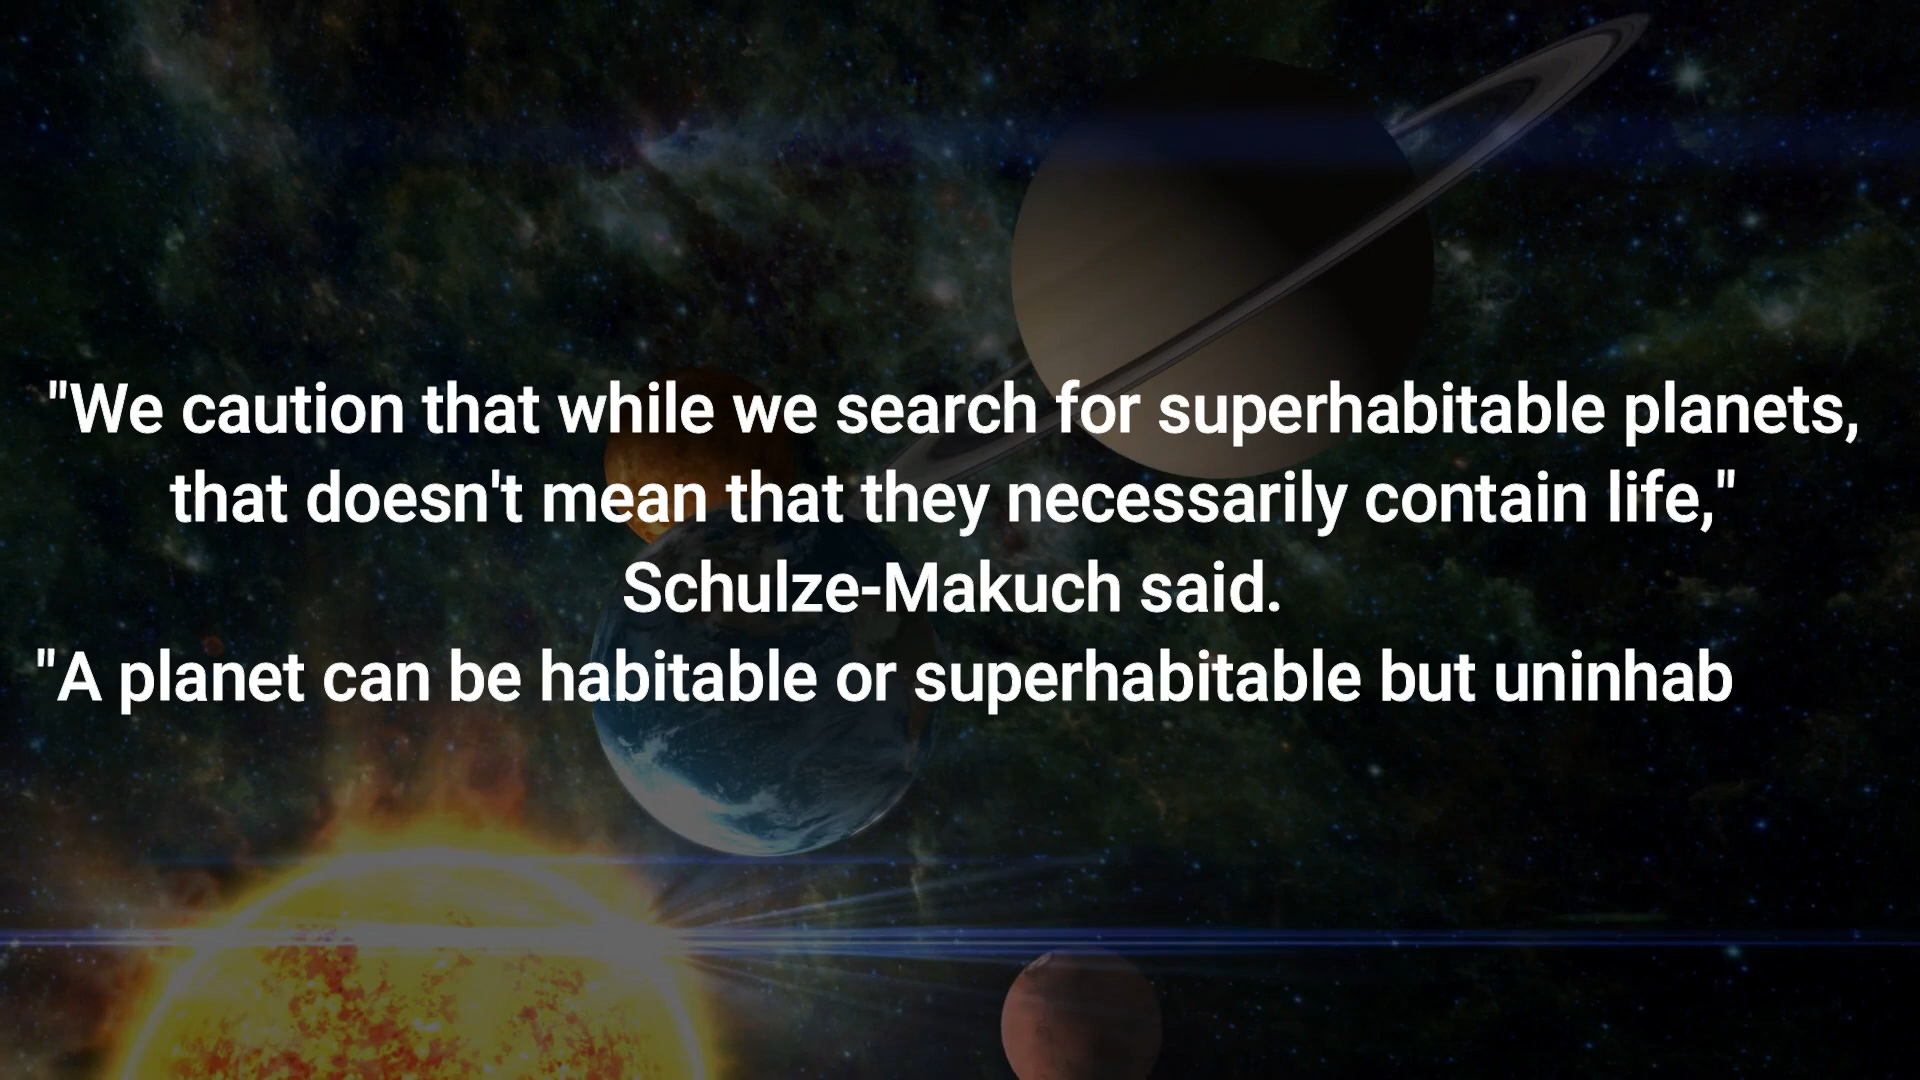 "We caution that while we search for superhabitable planets,
that doesn't mean that they necessarily contain life,"
Schulze-Makuch said.
"A planet can be habitable or superhabitable but uninhab